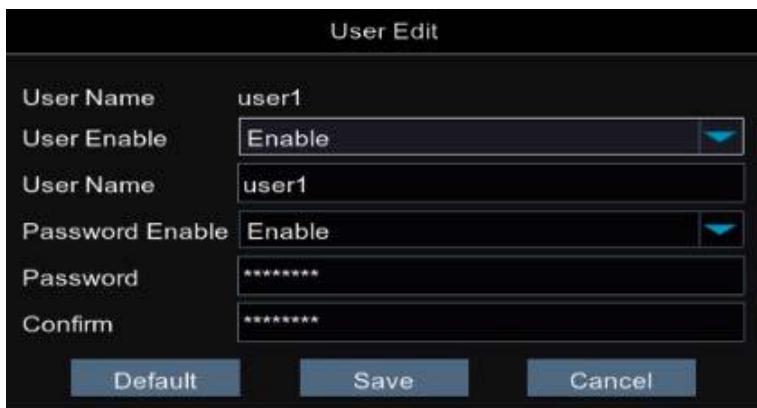 User Edit
User Name user1
User Enable Enable
User Name user1
Password Enable Enable
Password ********
Confirm ********
Default Save Cancel